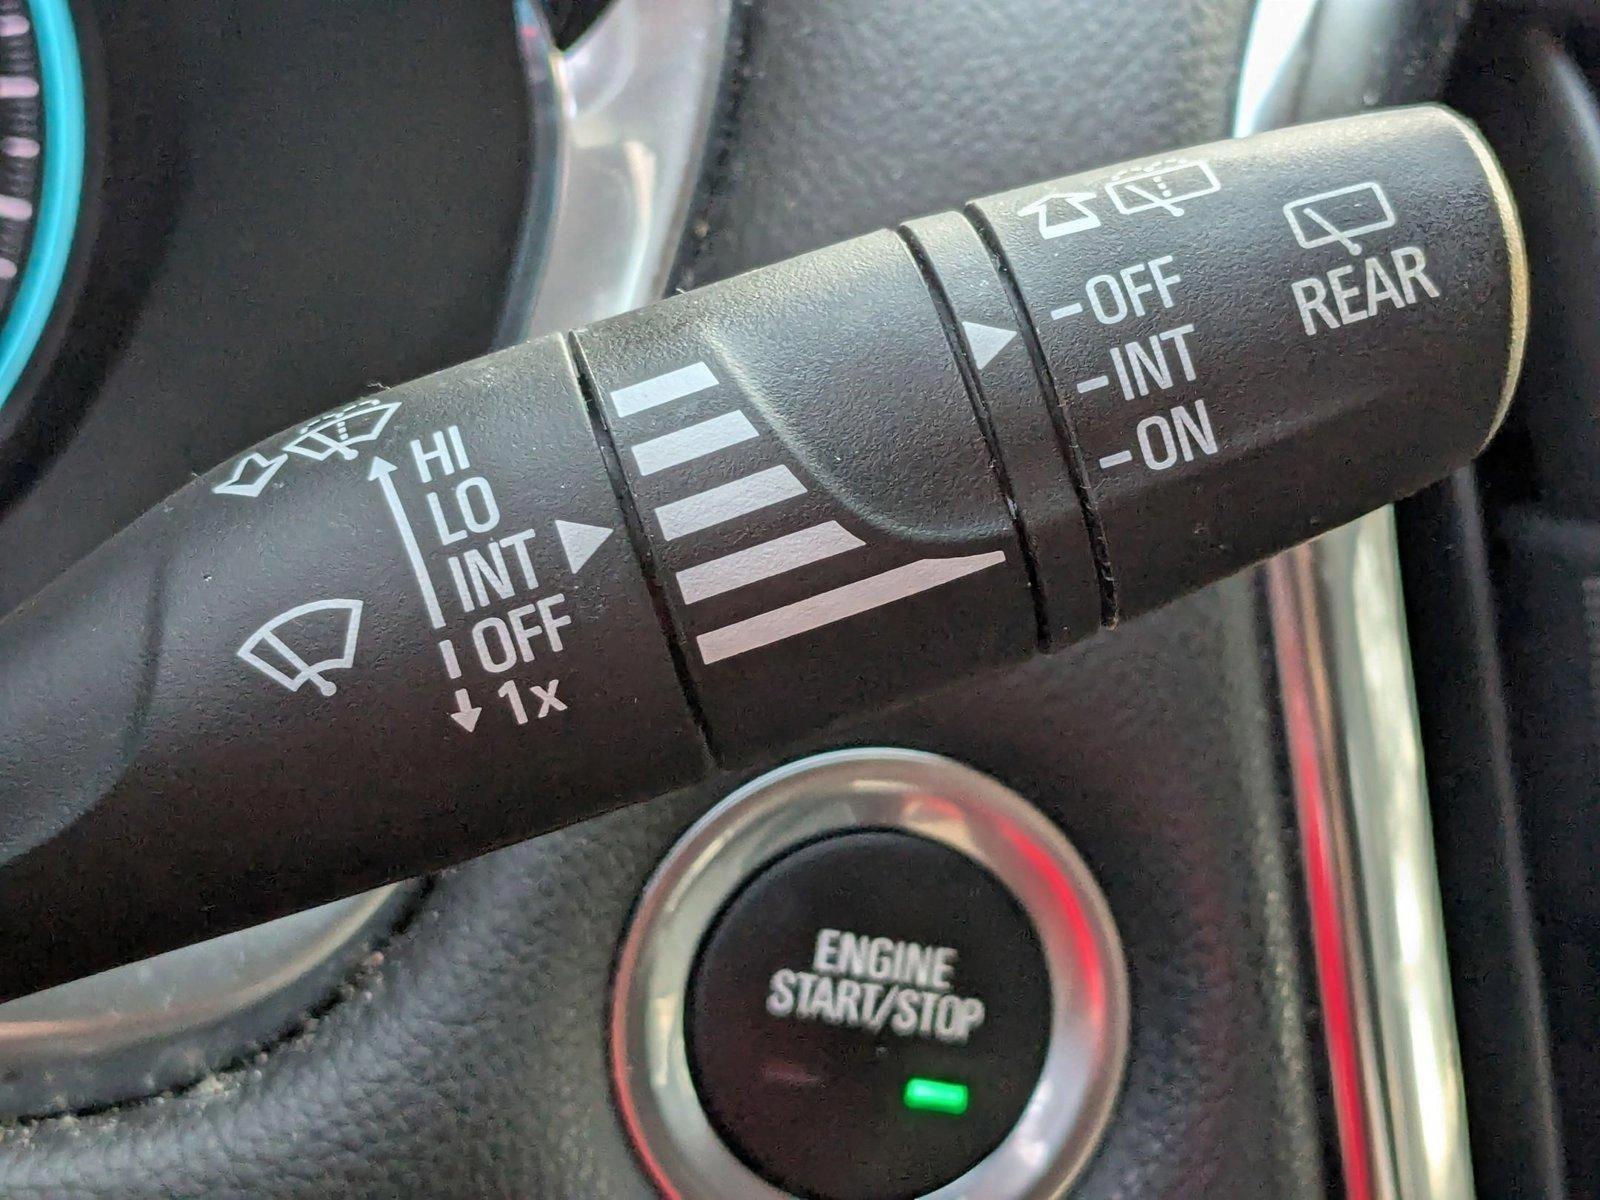 HI
LO
INT
OFF
1x
-OFF
-INT
-ON
REAR
ENGINE
START/STOP